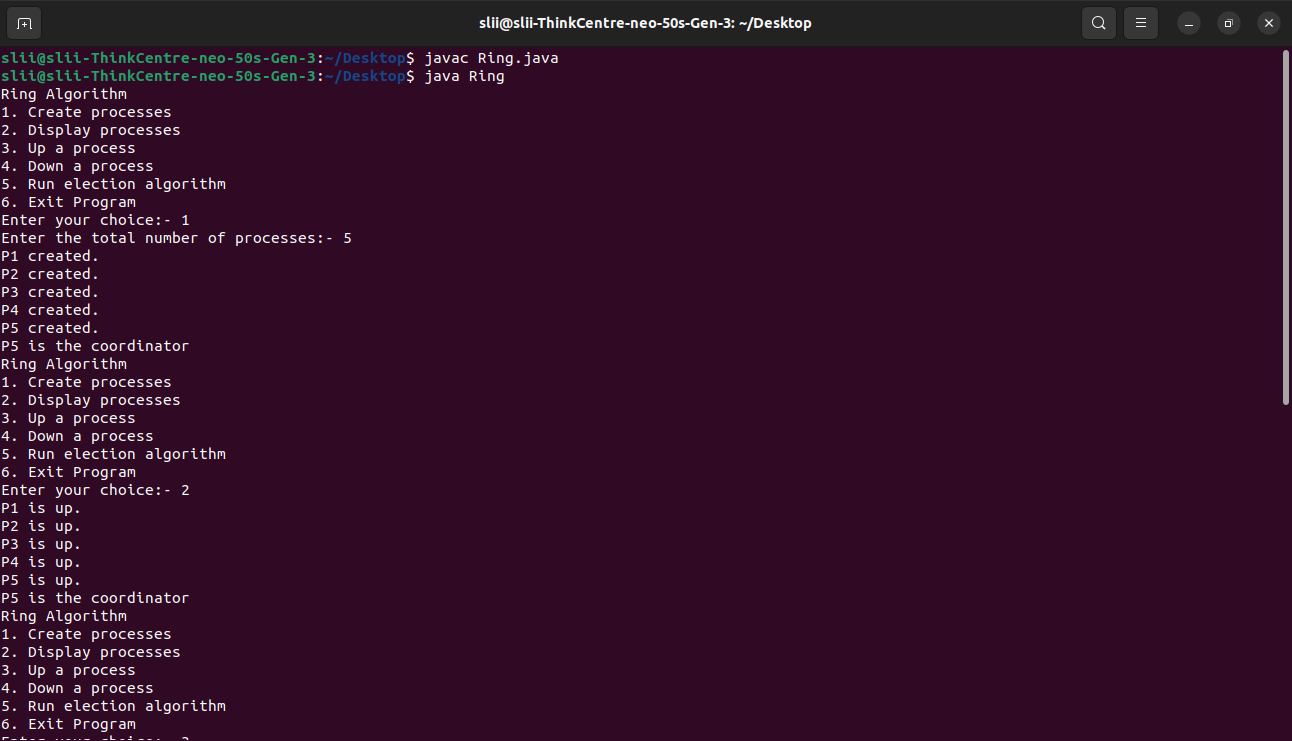 slii@slii-ThinkCentre-neo-50s-Gen-3: ~/Desktop
slii@slii-ThinkCentre-neo-50s-Gen-3:~/Desktop$ javac Ring.java
slii@slii-ThinkCentre-neo-50s-Gen-3:~/Desktop$ java Ring
Ring Algorithm
1. Create processes
2. Display processes
3. Up a process
4. Down a process
5. Run election algorithm
6. Exit Program
Enter your choice:- 1
Enter the total number of processes:- 5
P1 created.
P2 created.
P3 created.
P4 created.
P5 created.
P5 is the coordinator
Ring Algorithm
1. Create processes
2. Display processes
3. Up a process
4. Down a process
5. Run election algorithm
6. Exit Program
Enter your choice:- 2
P1 is up.
P2 is up.
P3 is up.
P4 is up.
P5 is up.
P5 is the coordinator
Ring Algorithm
1. Create processes
2. Display processes
3. Up a process
4. Down a process
5. Run election algorithm
6. Exit Program
Enter your choice:-